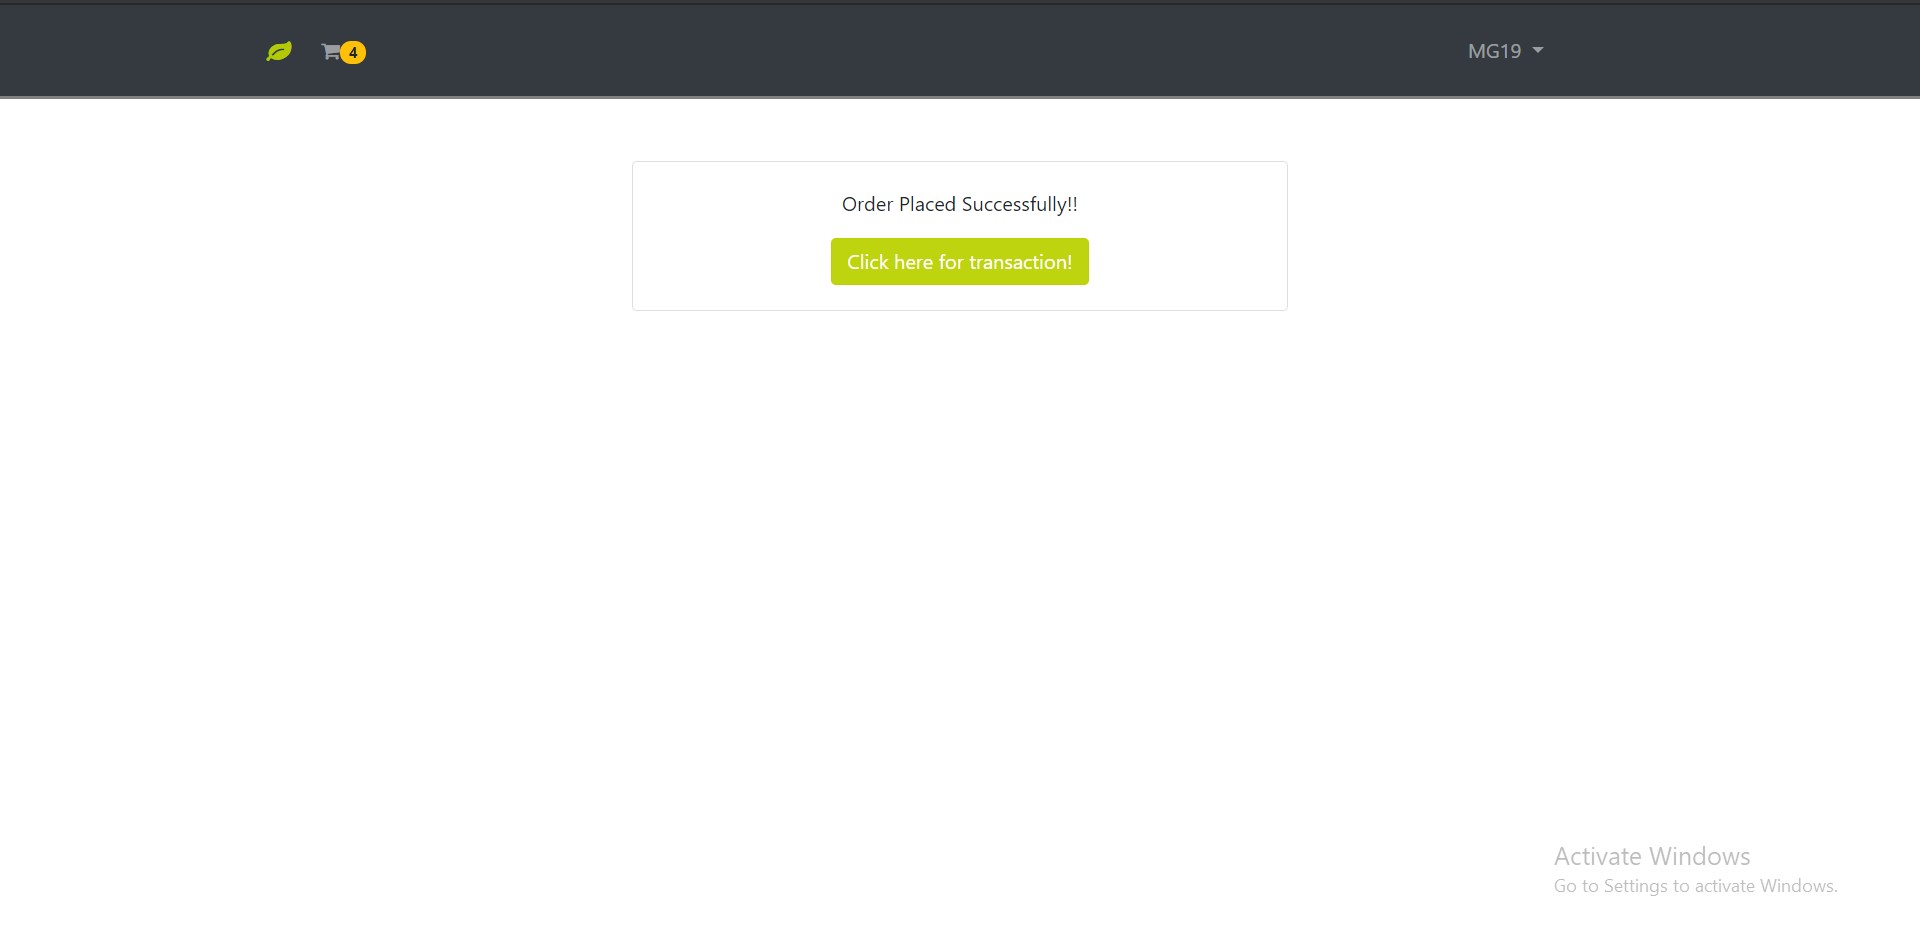 4
MG19
Order Placed Successfully!!
Click here for transaction!
Activate Windows
Go to Settings to activate Windows.